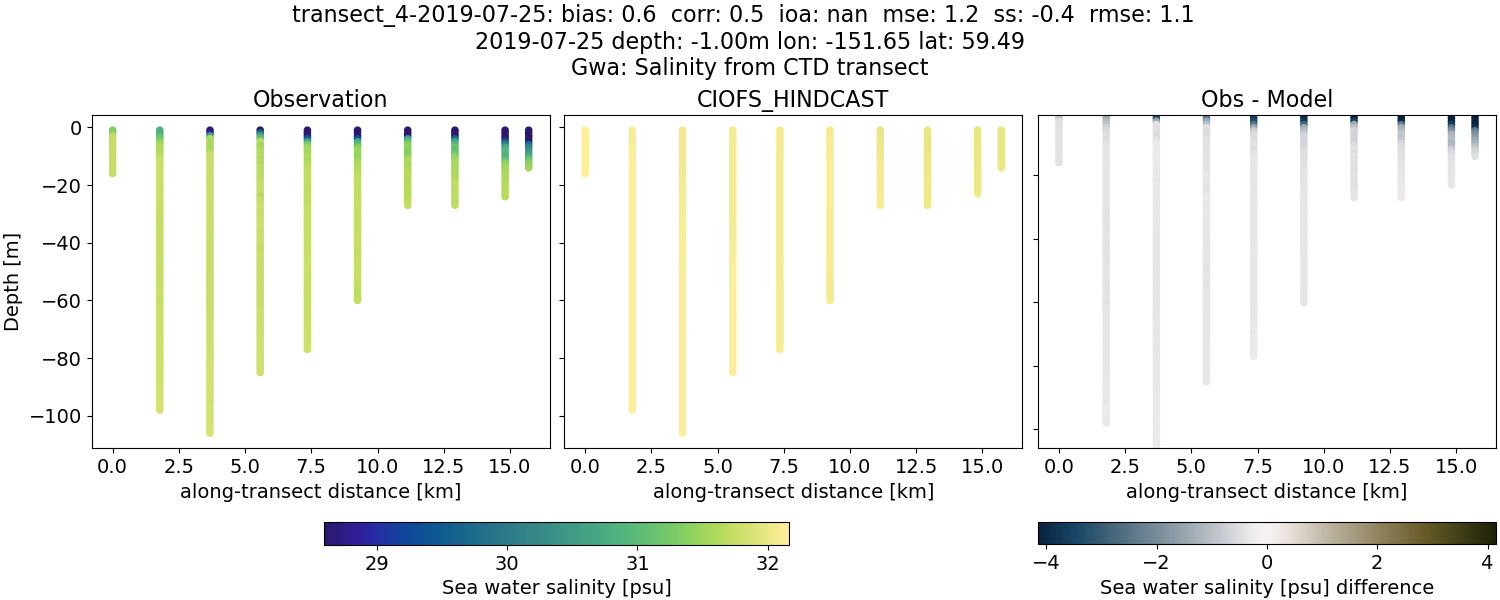 transect_4-2019-07-25: bias: 0.6  corr: 0.5  ioa: nan  mse: 1.2  ss: -0.4  rmse: 1.1
2019-07-25 depth: -1.00m lon: -151.65 lat: 59.49
Gwa: Salinity from CTD transect
Observation
CIOFS_HINDCAST
Obs - Model
Depth [m]
0
−20
−40
−60
−80
−100
0.0 2.5 5.0 7.5 10.0 12.5 15.0
0.0 2.5 5.0 7.5 10.0 12.5 15.0
0.0 2.5 5.0 7.5 10.0 12.5 15.0
along-transect distance [km]
along-transect distance [km]
along-transect distance [km]
29 30 31 32
Sea water salinity [psu]
−4 −2 0 2 4
Sea water salinity [psu] difference